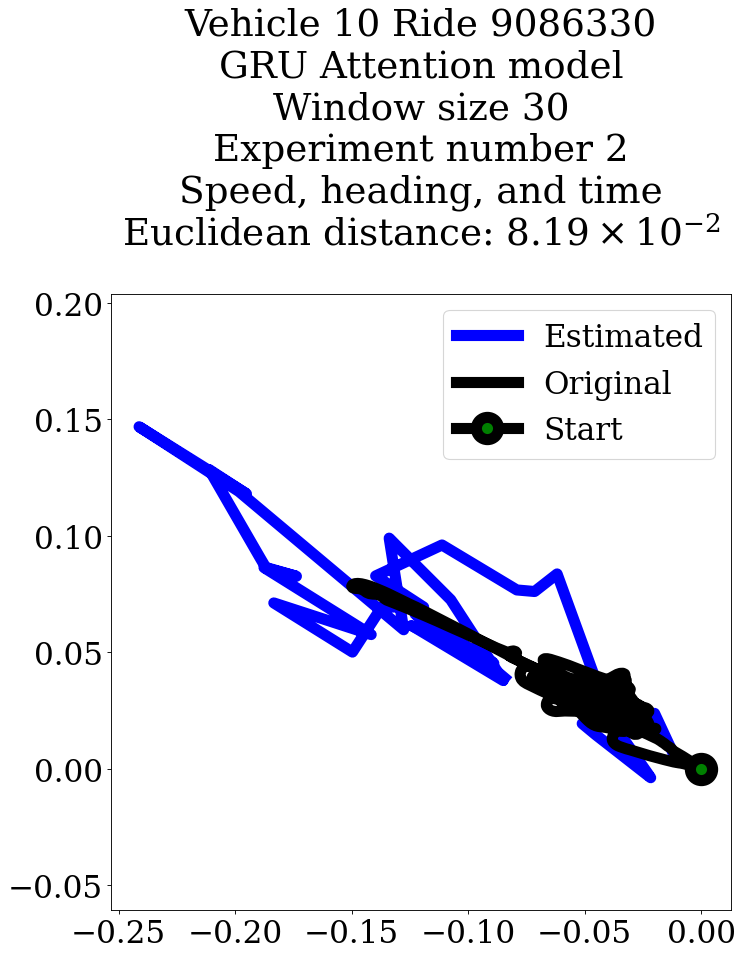 Vehicle 10 Ride 9086330
GRU Attention model
Window size 30
Experiment number 2
Speed, heading, and time
Euclidean distance: 8.19 × 10⁻²
0.20
0.15
0.10
0.05
0.00
−0.05
Estimated
Original
Start
−0.25 −0.20 −0.15 −0.10 −0.05 0.00